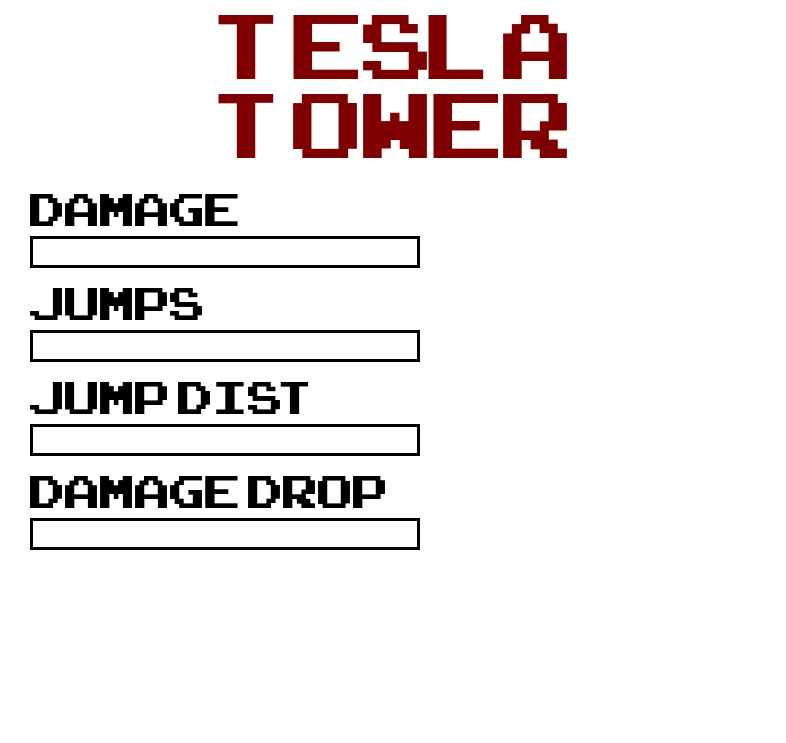 TESLA
TOWER
DAMAGE
JUMPS
JUMP DIST
DAMAGE DROP